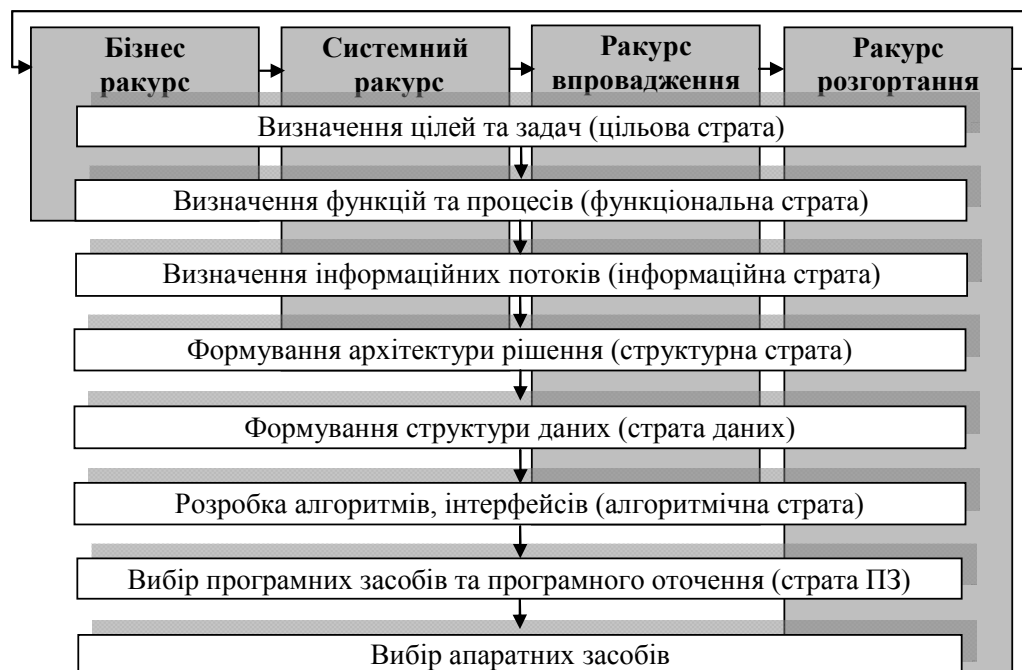 Бізнес
ракурс
Системний
ракурс
Ракурс
впровадження
Ракурс
розгортання
Визначення цілей та задач (цільова страта)
Визначення функцій та процесів (функціональна страта)
Визначення інформаційних потоків (інформаційна страта)
Формування архітектури рішення (структурна страта)
Формування структури даних (страта даних)
Розробка алгоритмів, інтерфейсів (алгоритмічна страта)
Вибір програмних засобів та програмного оточення (страта ПЗ)
Вибір апаратних засобів